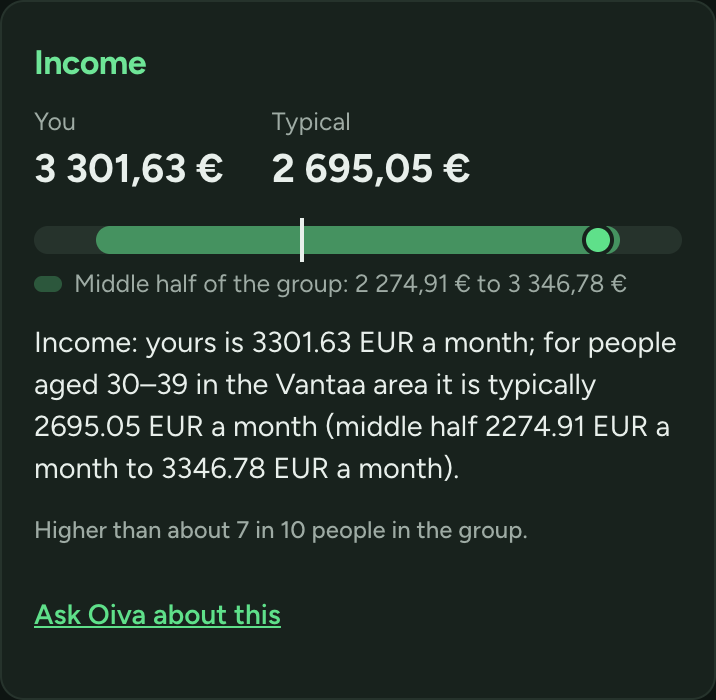 Income
You Typical
3 301,63 € 2 695,05 €
Middle half of the group: 2 274,91 € to 3 346,78 €
Income: yours is 3301.63 EUR a month; for people
aged 30–39 in the Vantaa area it is typically
2695.05 EUR a month (middle half 2274.91 EUR a
month to 3346.78 EUR a month).
Higher than about 7 in 10 people in the group.
Ask Oiva about this